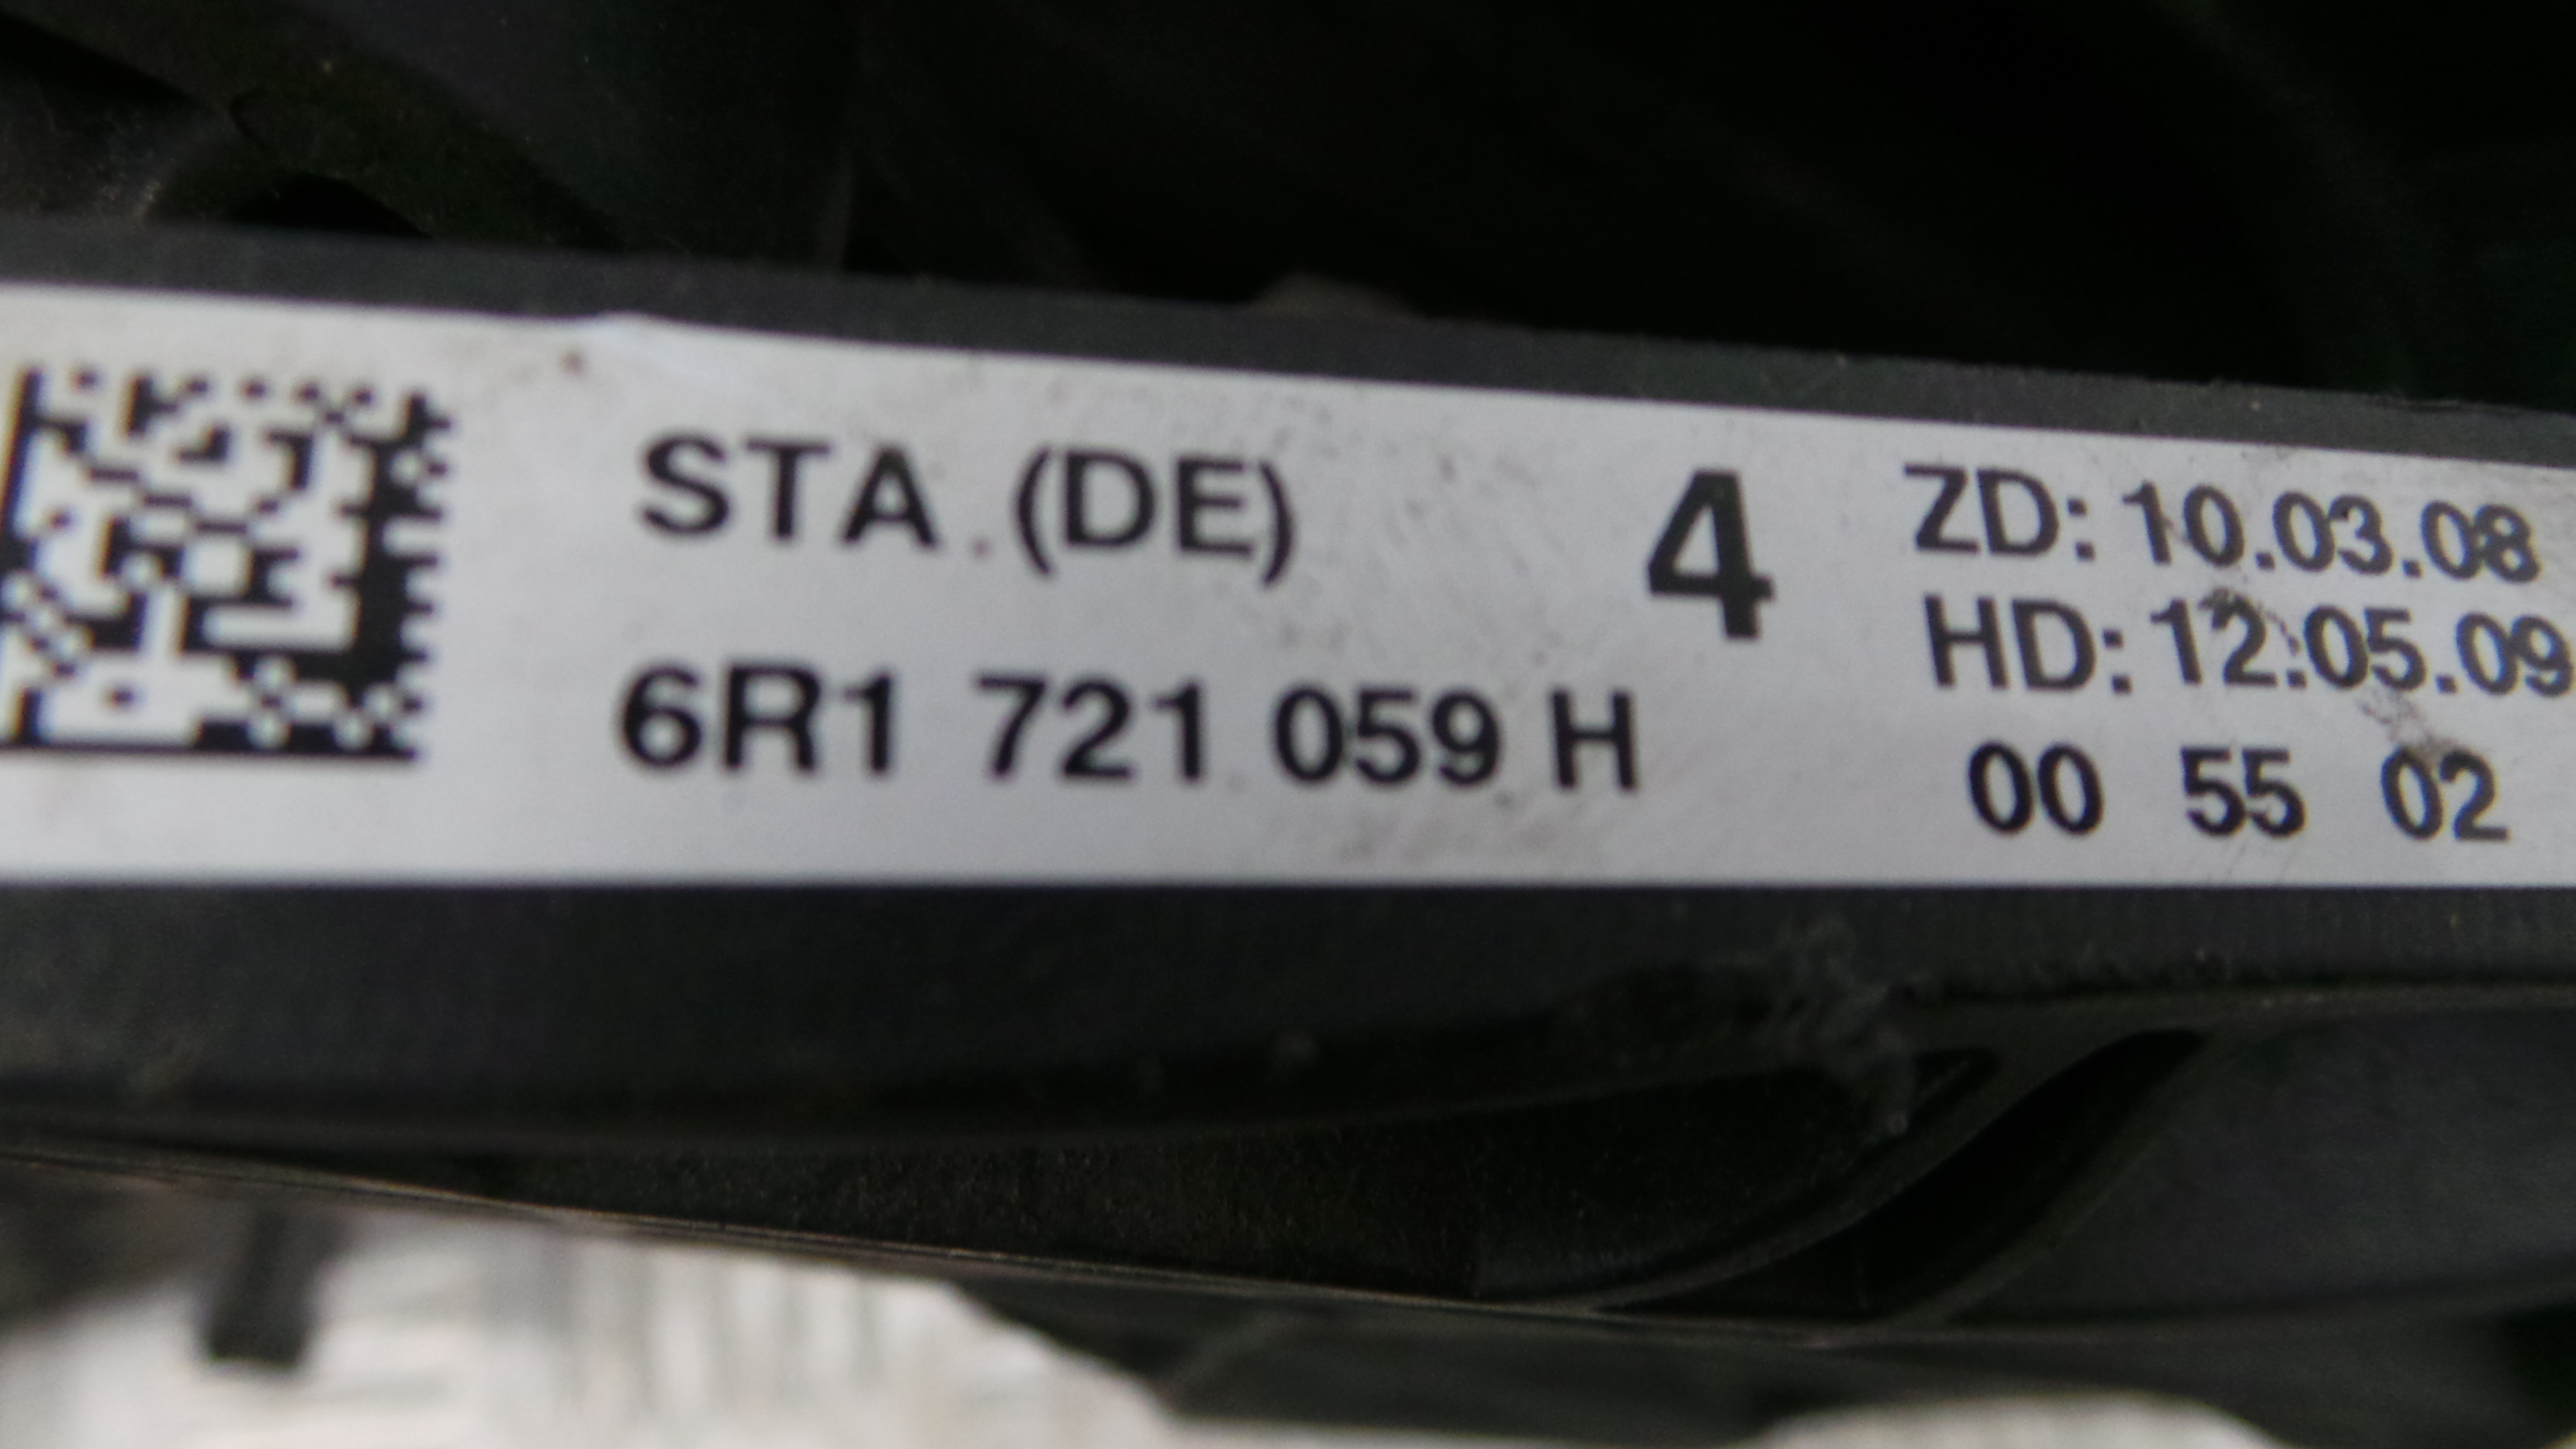 STA (DE)
6R1 721 059 H
4
ZD: 10.03.08
HD: 12.05.09
00 55 02